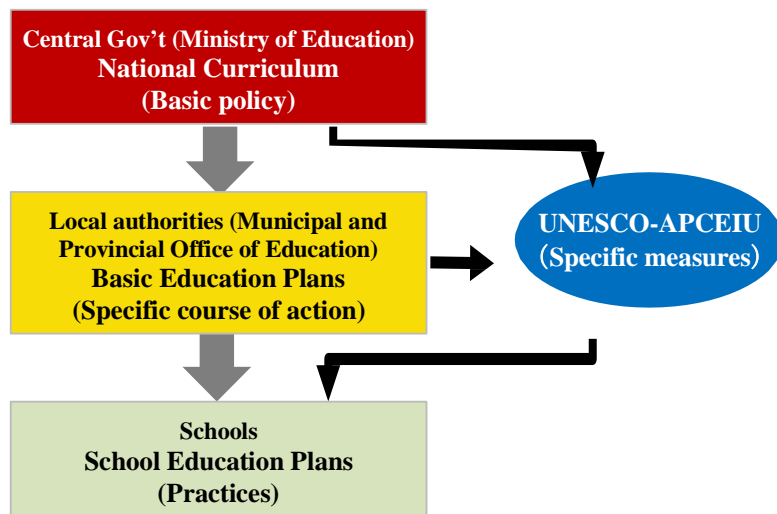 Central Gov't (Ministry of Education)
National Curriculum
(Basic policy)
Local authorities (Municipal and
Provincial Office of Education)
Basic Education Plans
(Specific course of action)
UNESCO-APCEIU
(Specific measures)
Schools
School Education Plans
(Practices)